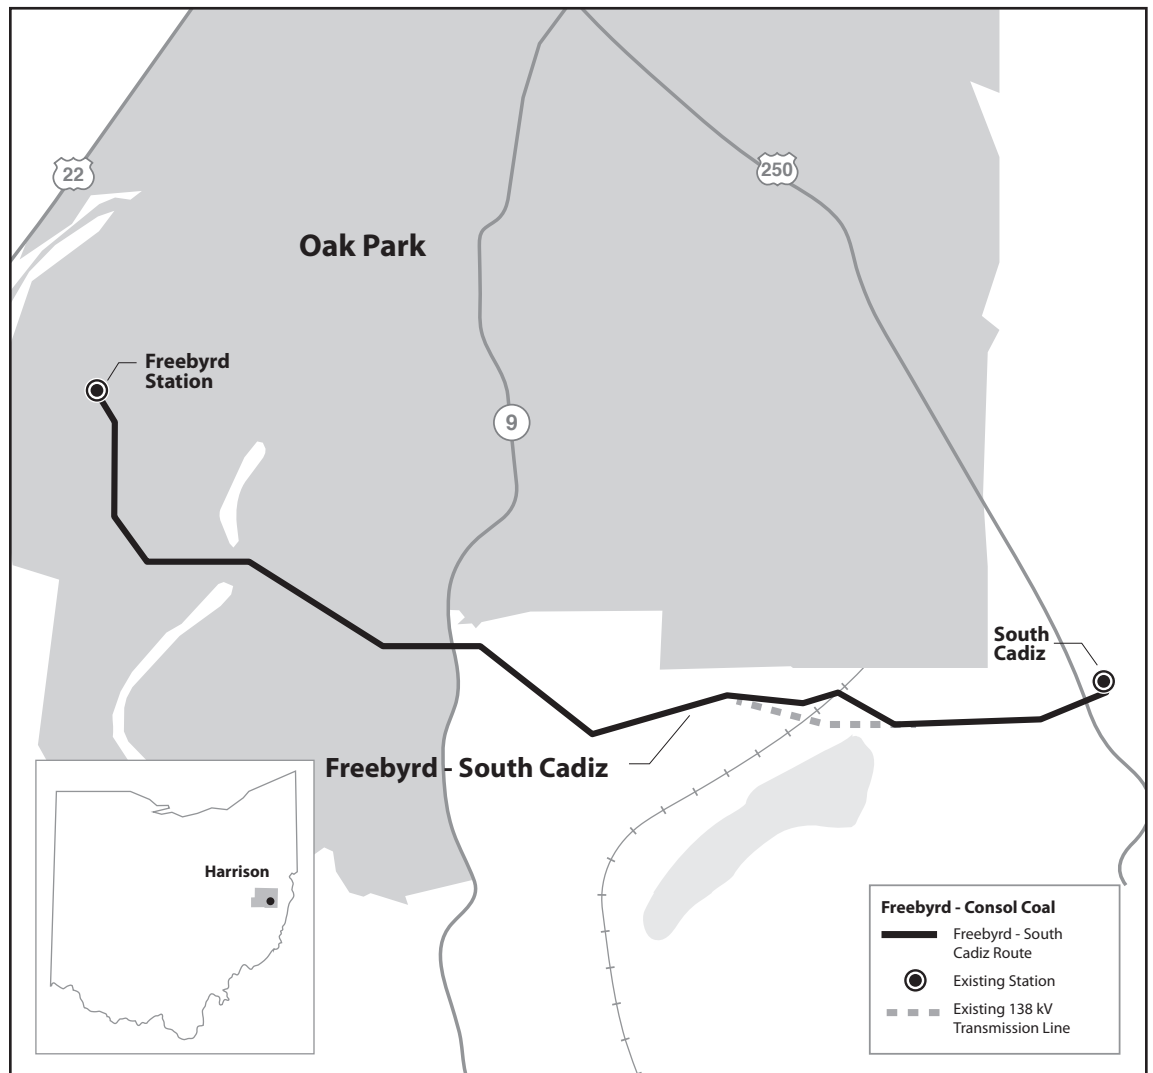 22
250
Oak Park
Freebyrd
Station
9
South
Cadiz
Freebyrd - South Cadiz
Harrison
Freebyrd - Consol Coal
Freebyrd - South
Cadiz Route
Existing Station
Existing 138 kV
Transmission Line